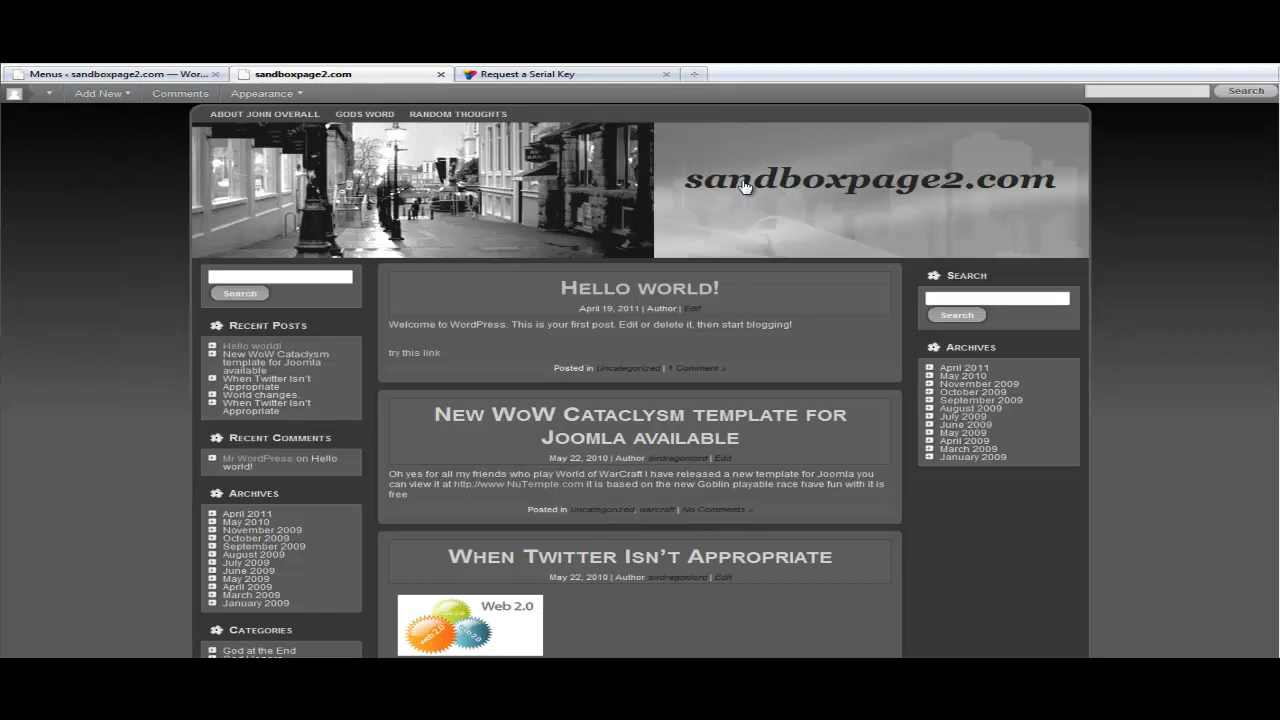 Menus ‹ sandboxpage2.com — Wor...
sandboxpage2.com
Request a Serial Key
Add New
Comments
Appearance
Search
ABOUT JOHN OVERALL
GODS WORD
RANDOM THOUGHTS
sandboxpage2.com
Search
RECENT POSTS
Hello world!
New WoW Cataclysm
template for Joomla
available
When Twitter Isn't
Appropriate
World changes.
When Twitter Isn't
Appropriate
RECENT COMMENTS
Mr WordPress on Hello
world!
ARCHIVES
April 2011
May 2010
November 2009
October 2009
September 2009
August 2009
July 2009
June 2009
May 2009
April 2009
March 2009
January 2009
CATEGORIES
God at the End
HELLO WORLD!
April 19, 2011 | Author | Edit
Welcome to WordPress. This is your first post. Edit or delete it, then start blogging!
try this link
Posted in Uncategorized | 1 Comment »
NEW WOW CATACLYSM TEMPLATE FOR
JOOMLA AVAILABLE
May 22, 2010 | Author sirdragonlord | Edit
Oh yes for all my friends who play World of WarCraft I have released a new template for Joomla you
can view it at http://www.NuTemple.com it is based on the new Goblin playable race have fun with it is
free
Posted in Uncategorized, warcraft | No Comments »
WHEN TWITTER ISN'T APPROPRIATE
May 22, 2010 | Author sirdragonlord | Edit
Web 2.0
web 2.0
SEARCH
Search
ARCHIVES
April 2011
May 2010
November 2009
October 2009
September 2009
August 2009
July 2009
June 2009
May 2009
April 2009
March 2009
January 2009